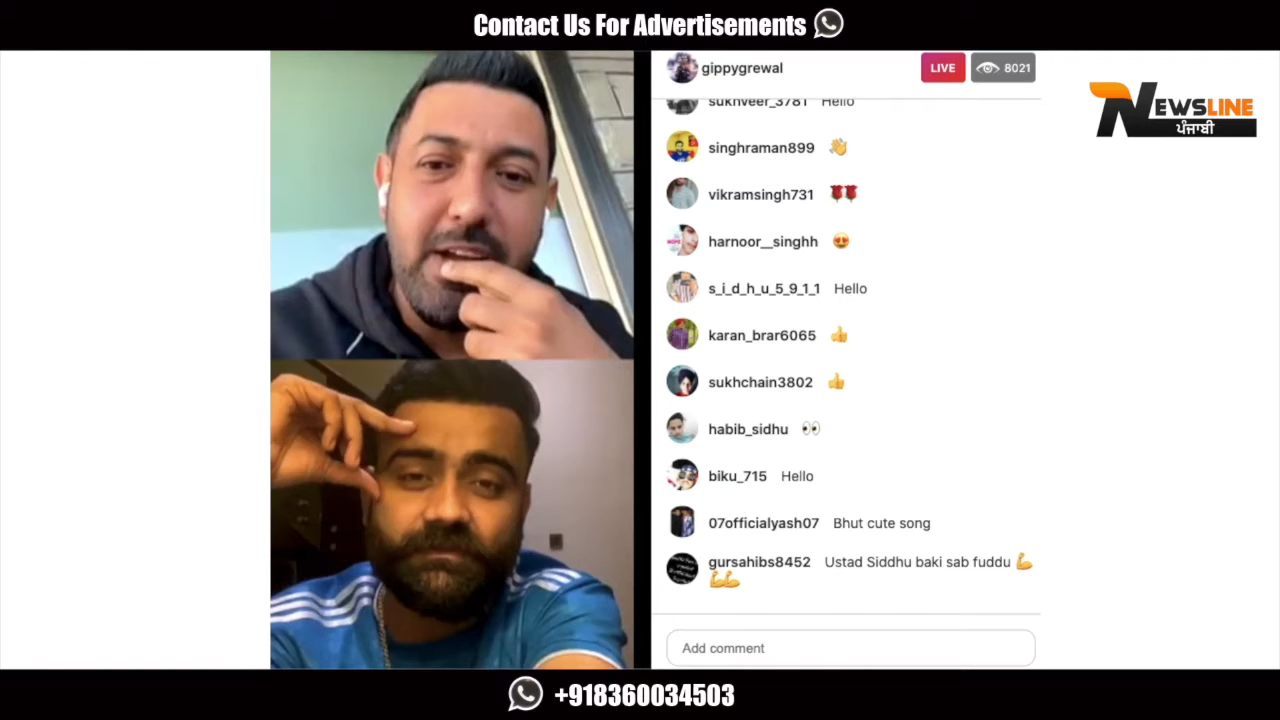 Contact Us For Advertisements
gippygrewal LIVE 8021
NEWSLINE
ਪੰਜਾਬੀ
sukhveer_3781 Hello
singhraman899 👋
vikramsingh731 🌹🌹
harnoor__singhh 😍
s_i_d_h_u_5_9_1_1 Hello
karan_brar6065 👍
sukhchain3802 👍
habib_sidhu 👀
biku_715 Hello
07officialyash07 Bhut cute song
gursahibs8452 Ustad Siddhu baki sab fuddu 💪
💪💪
Add comment
+918360034503